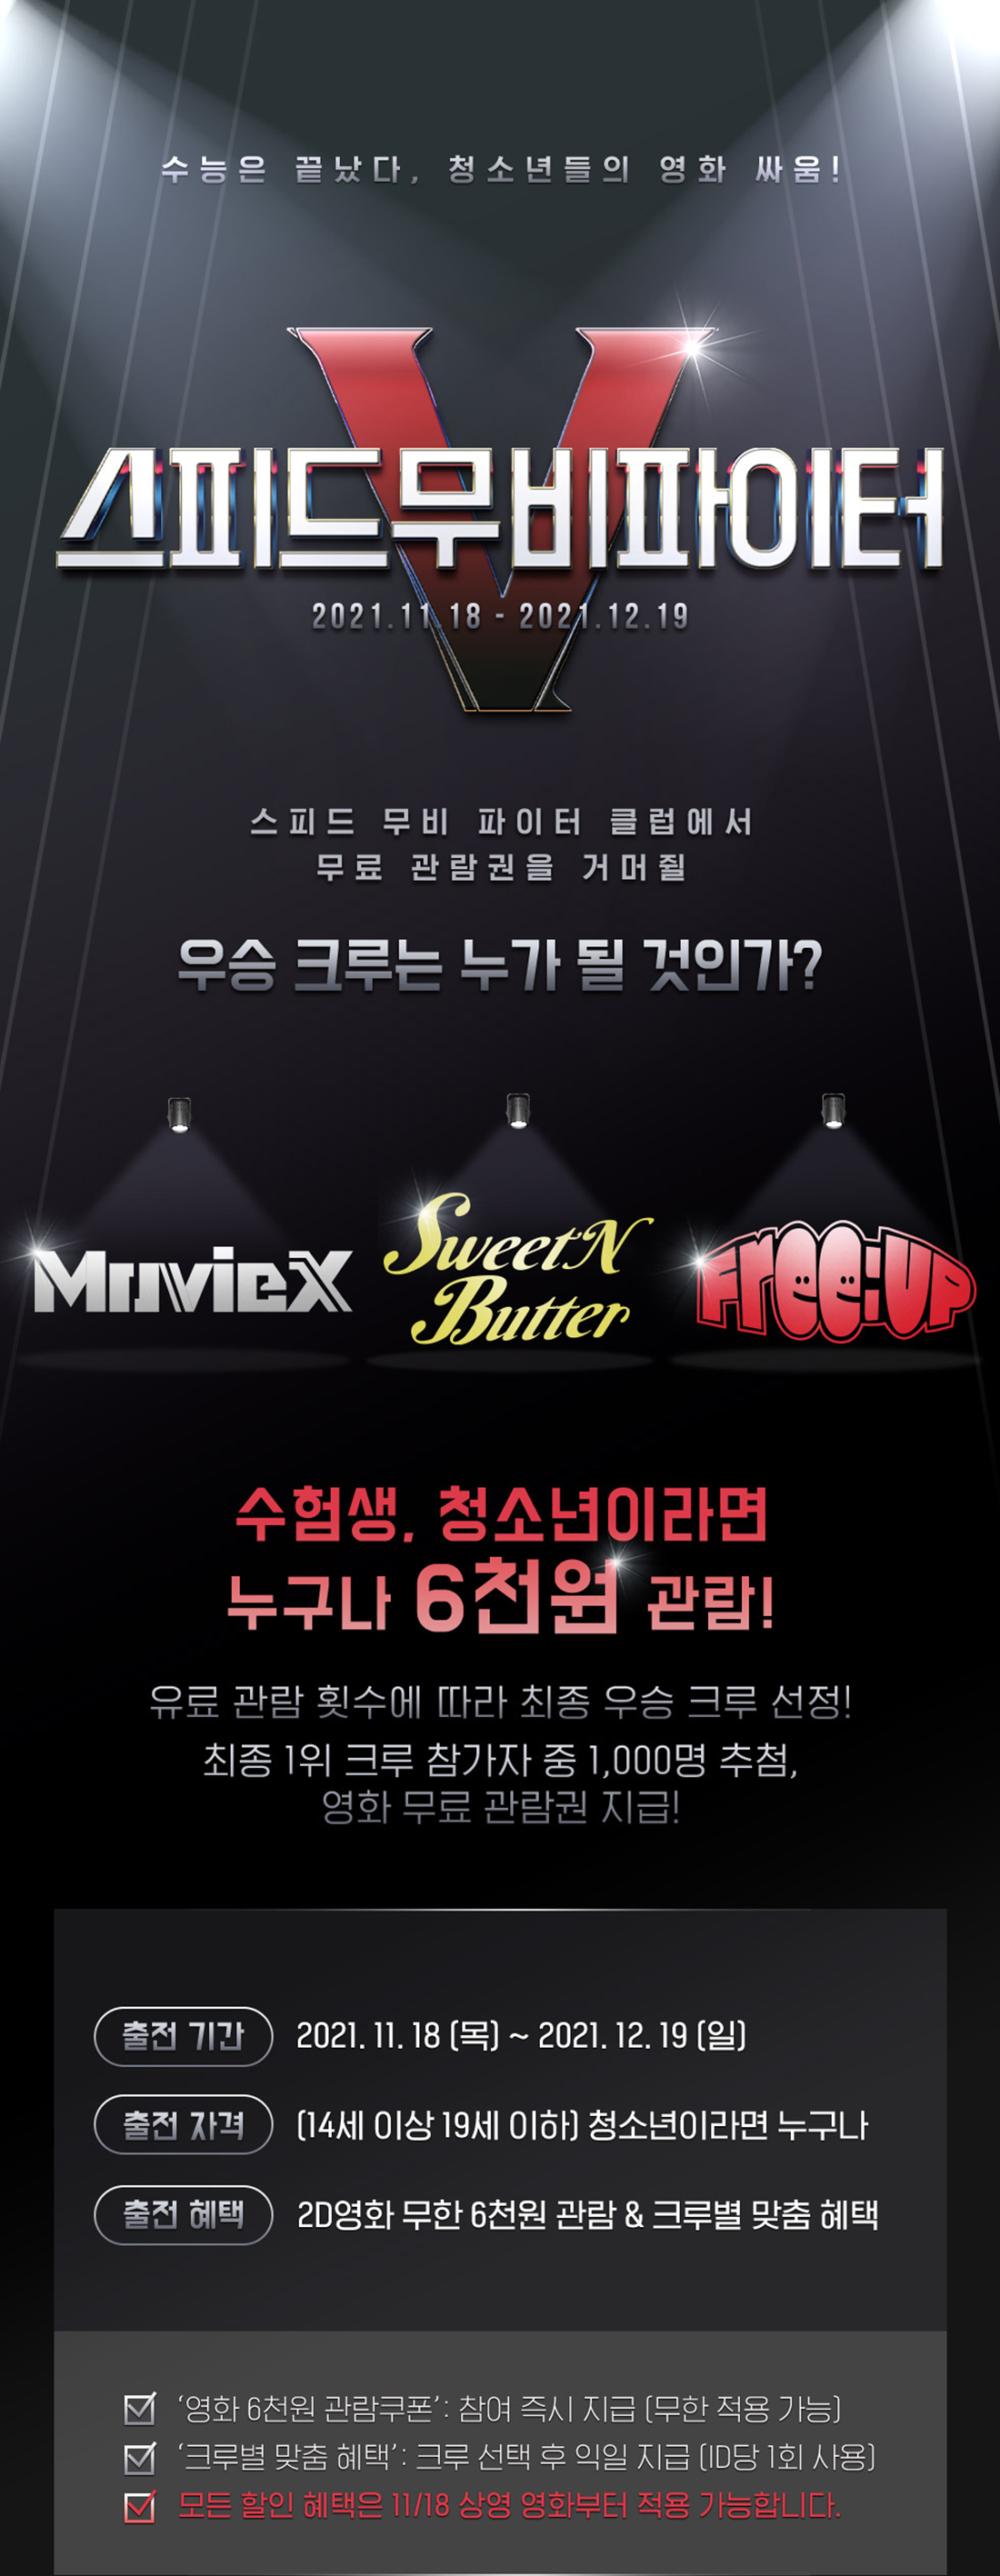 수능은 끝났다, 청소년들의 영화 싸움!
V
스피드무비파이터
2021.11.18 - 2021.12.19
스피드 무비 파이터 클럽에서
무료 관람권을 거머쥘
우승 크루는 누가 될 것인가?
MovieX
Sweet'N
Butter
Free:UP
수험생, 청소년이라면
누구나 6천원 관람!
유료 관람 횟수에 따라 최종 우승 크루 선정!
최종 1위 크루 참가자 중 1,000명 추첨,
영화 무료 관람권 지급!
출전 기간 2021. 11. 18 (목) ~ 2021. 12. 19 (일)
출전 자격 (14세 이상 19세 이하) 청소년이라면 누구나
출전 혜택 2D영화 무한 6천원 관람 & 크루별 맞춤 혜택
‘영화 6천원 관람쿠폰’ : 참여 즉시 지급 (무한 적용 가능)
‘크루별 맞춤 혜택’ : 크루 선택 후 익일 지급 (ID당 1회 사용)
모든 할인 혜택은 11/18 상영 영화부터 적용 가능합니다.